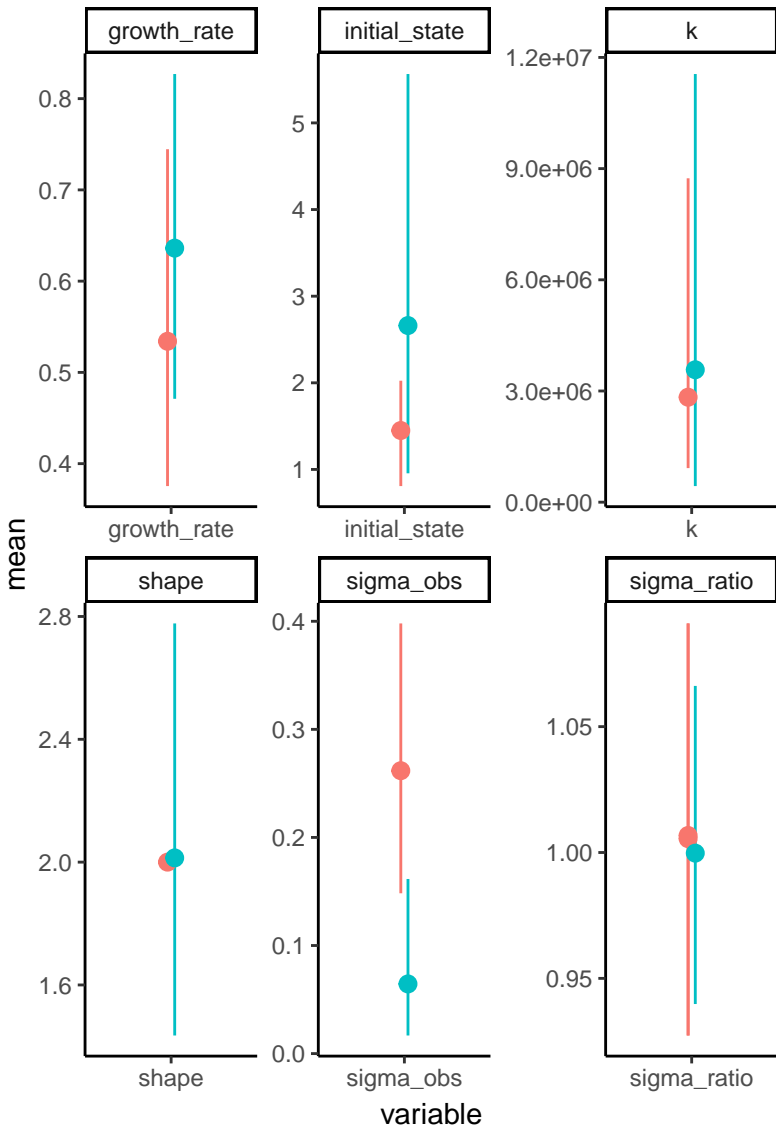 growth_rate
initial_state
k
0.8
0.7
0.6
0.5
0.4
5
4
3
2
1
1.2e+07
9.0e+06
6.0e+06
3.0e+06
0.0e+00
growth_rate
initial_state
k
mean
shape
sigma_obs
sigma_ratio
2.8
2.4
2.0
1.6
0.4
0.3
0.2
0.1
0.0
1.05
1.00
0.95
shape
sigma_obs
sigma_ratio
variable